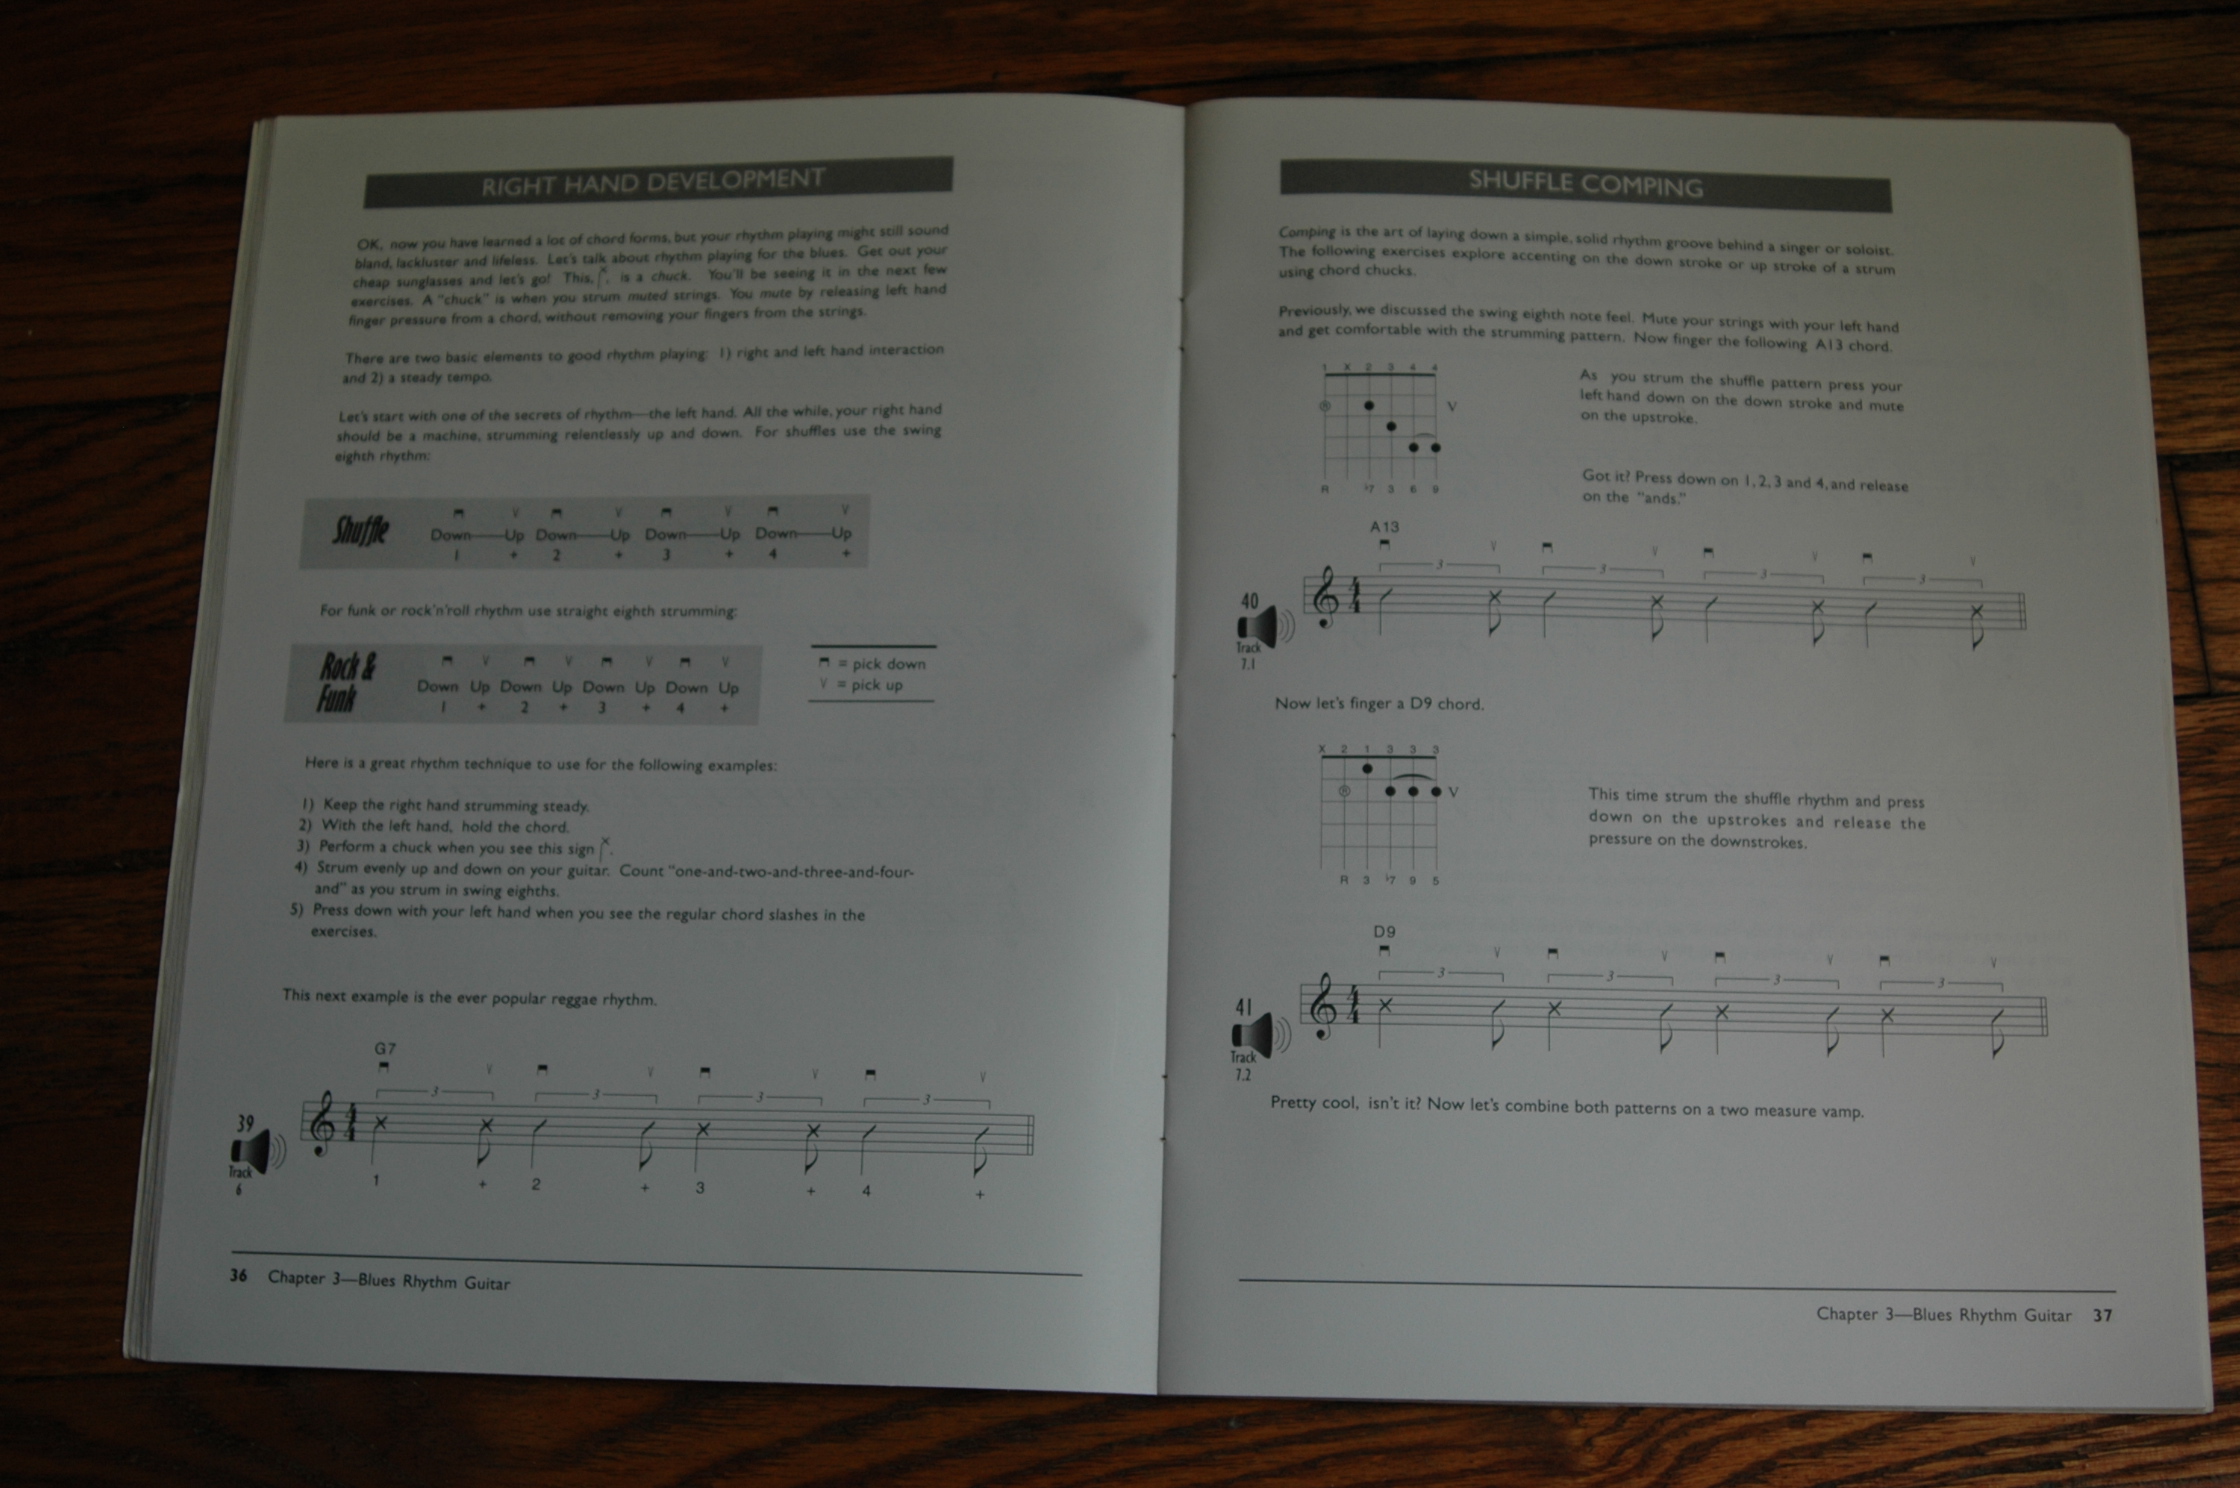 RIGHT HAND DEVELOPMENT
OK, now you have learned a lot of chord forms, but your rhythm playing might still sound
bland, lackluster and lifeless. Let's talk about rhythm playing for the blues. Get out your
cheap sunglasses and let's go! This, , is a chuck. You'll be seeing it in the next few
exercises. A "chuck" is when you strum muted strings. You mute by releasing left hand
finger pressure from a chord, without removing your fingers from the strings.
There are two basic elements to good rhythm playing: 1) right and left hand interaction
and 2) a steady tempo.
Let's start with one of the secrets of rhythm—the left hand. All the while, your right hand
should be a machine, strumming relentlessly up and down. For shuffles use the swing
eighth rhythm:
V V V V
Shuffle Down Up Down Up Down Up Down Up
1 + 2 + 3 + 4 +
For funk or rock'n'roll rhythm use straight eighth strumming:
V V V V
Rock & Funk
Down Up Down Up Down Up Down Up
1 + 2 + 3 + 4 +
= pick down
V = pick up
Here is a great rhythm technique to use for the following examples:
1) Keep the right hand strumming steady.
2) With the left hand, hold the chord.
3) Perform a chuck when you see this sign .
4) Strum evenly up and down on your guitar. Count "one-and-two-and-three-and-four-
and" as you strum in swing eighths.
5) Press down with your left hand when you see the regular chord slashes in the
exercises.
This next example is the ever popular reggae rhythm.
G7
V V V V
3 3 3 3
39
4 4
Track
6
1 + 2 + 3 + 4 +
36 Chapter 3—Blues Rhythm Guitar
SHUFFLE COMPING
Comping is the art of laying down a simple, solid rhythm groove behind a singer or soloist.
The following exercises explore accenting on the down stroke or up stroke of a strum
using chord chucks.
Previously, we discussed the swing eighth note feel. Mute your strings with your left hand
and get comfortable with the strumming pattern. Now finger the following A13 chord.
1 X 2 3 4 4
R V
R ♭7 3 6 9
As you strum the shuffle pattern press your
left hand down on the down stroke and mute
on the upstroke.
Got it? Press down on 1, 2, 3 and 4, and release
on the "ands."
A13
V V V V
3 3 3 3
40
4 4
Track
7.1
Now let's finger a D9 chord.
X 2 1 3 3 3
R V
R 3 ♭7 9 5
This time strum the shuffle rhythm and press
down on the upstrokes and release the
pressure on the downstrokes.
D9
V V V V
3 3 3 3
41
4 4
Track
7.2
Pretty cool, isn't it? Now let's combine both patterns on a two measure vamp.
Chapter 3—Blues Rhythm Guitar 37